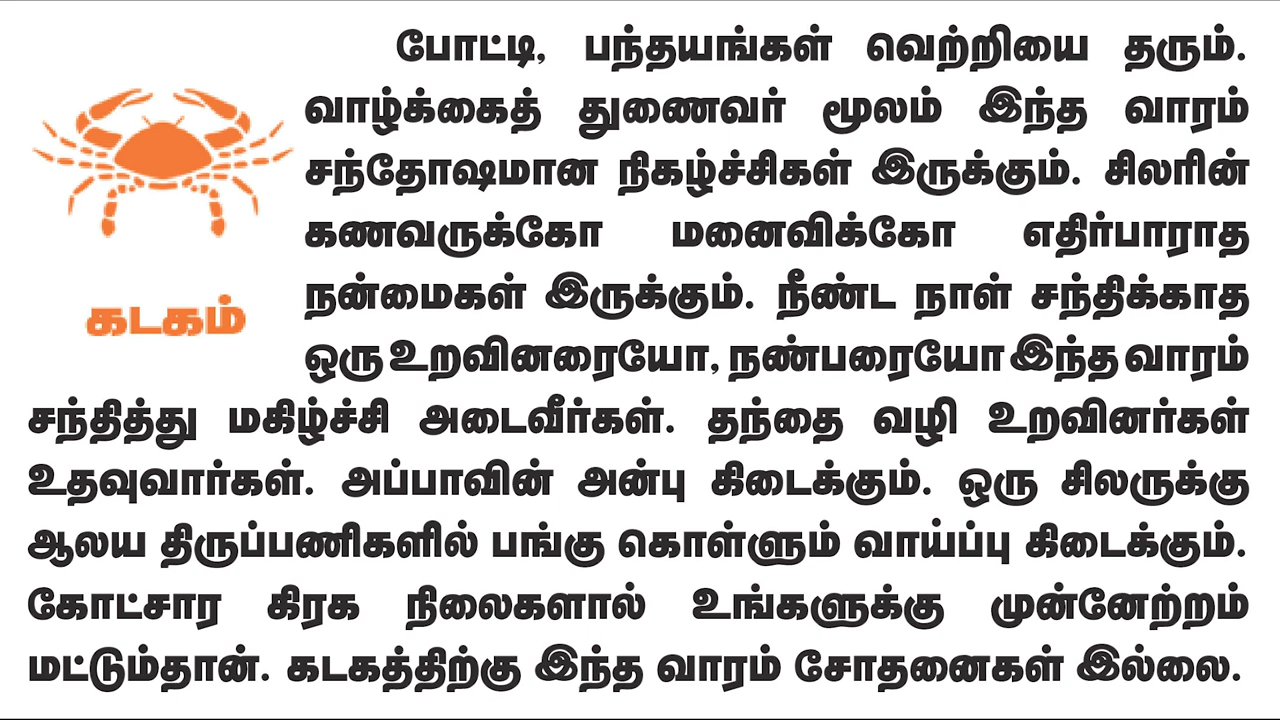 போட்டி, பந்தயங்கள் வெற்றியை தரும்.
வாழ்க்கைத் துணைவர் மூலம் இந்த வாரம்
சந்தோஷமான நிகழ்ச்சிகள் இருக்கும். சிலரின்
கணவருக்கோ மனைவிக்கோ எதிர்பாராத
நன்மைகள் இருக்கும். நீண்ட நாள் சந்திக்காத
ஒரு உறவினரையோ, நண்பரையோ இந்த வாரம்
கடகம்
சந்தித்து மகிழ்ச்சி அடைவீர்கள். தந்தை வழி உறவினர்கள்
உதவுவார்கள். அப்பாவின் அன்பு கிடைக்கும். ஒரு சிலருக்கு
ஆலய திருப்பணிகளில் பங்கு கொள்ளும் வாய்ப்பு கிடைக்கும்.
கோட்சார கிரக நிலைகளால் உங்களுக்கு முன்னேற்றம்
மட்டும்தான். கடகத்திற்கு இந்த வாரம் சோதனைகள் இல்லை.